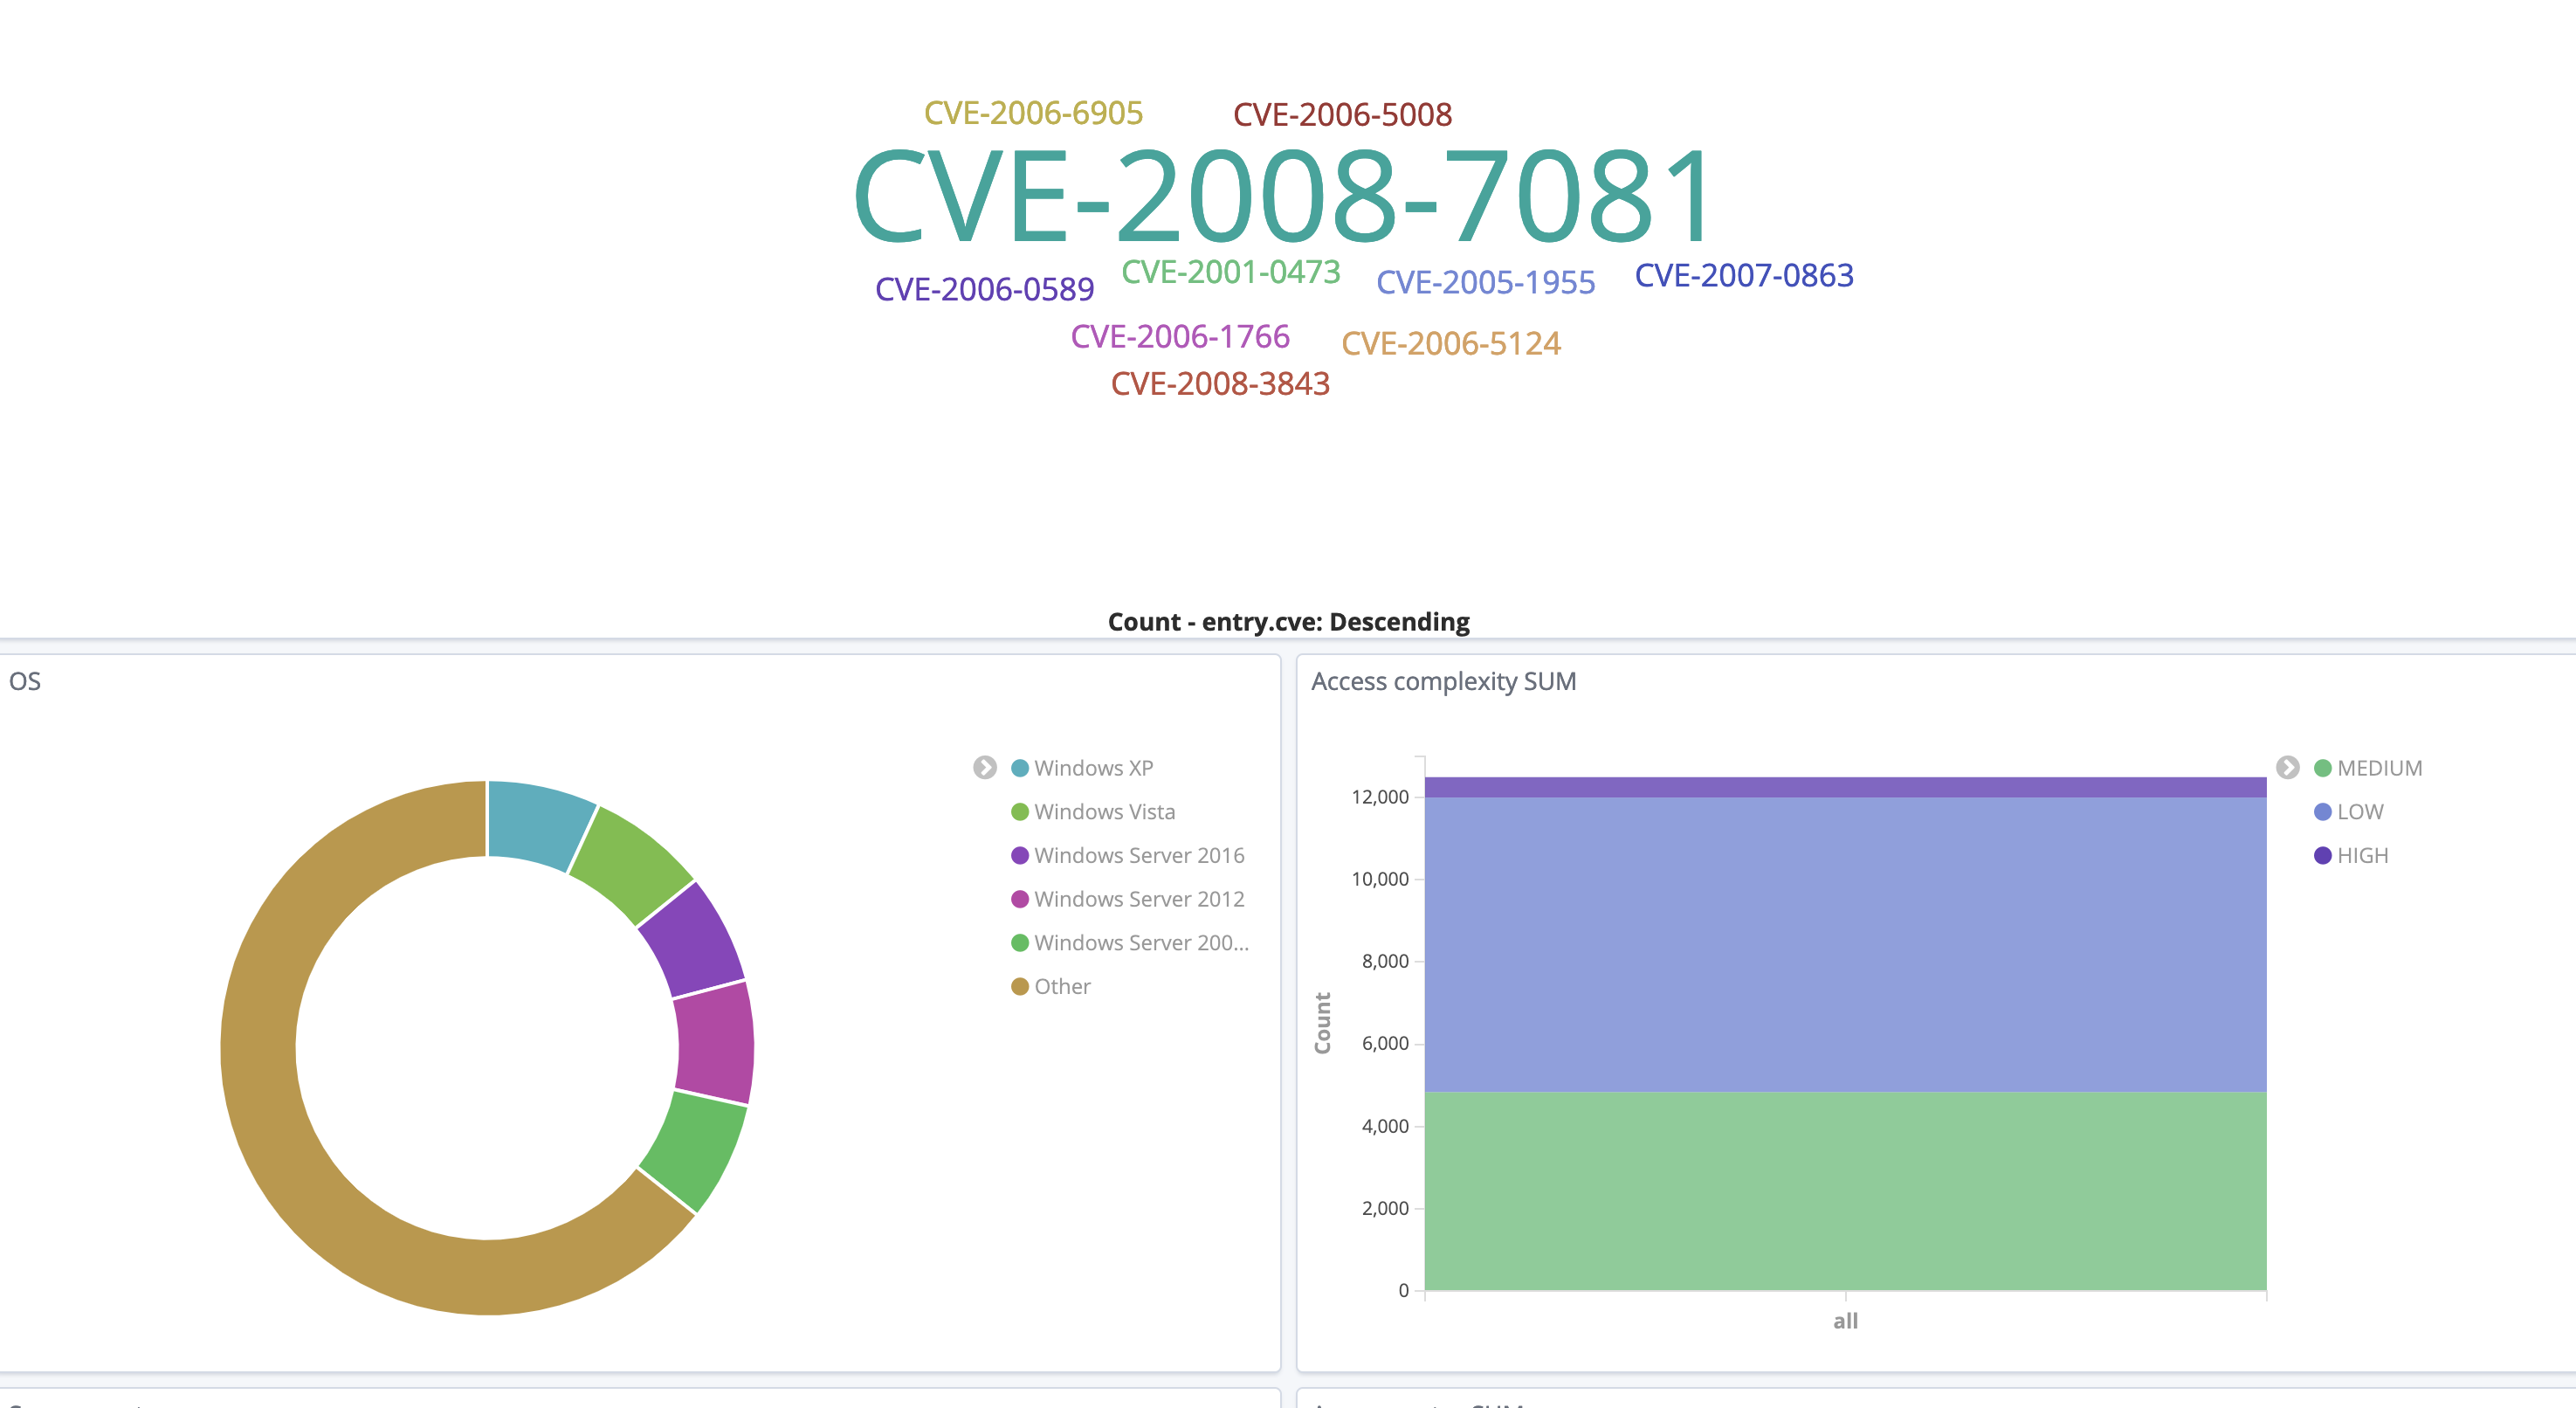 CVE-2006-6905 CVE-2006-5008
CVE-2008-7081
CVE-2006-0589 CVE-2001-0473 CVE-2005-1955 CVE-2007-0863
CVE-2006-1766 CVE-2006-5124
CVE-2008-3843
Count - entry.cve: Descending
OS
Windows XP
Windows Vista
Windows Server 2016
Windows Server 2012
Windows Server 200...
Other
Access complexity SUM
MEDIUM
LOW
HIGH
12,000
10,000
8,000
6,000
4,000
2,000
0
Count
all